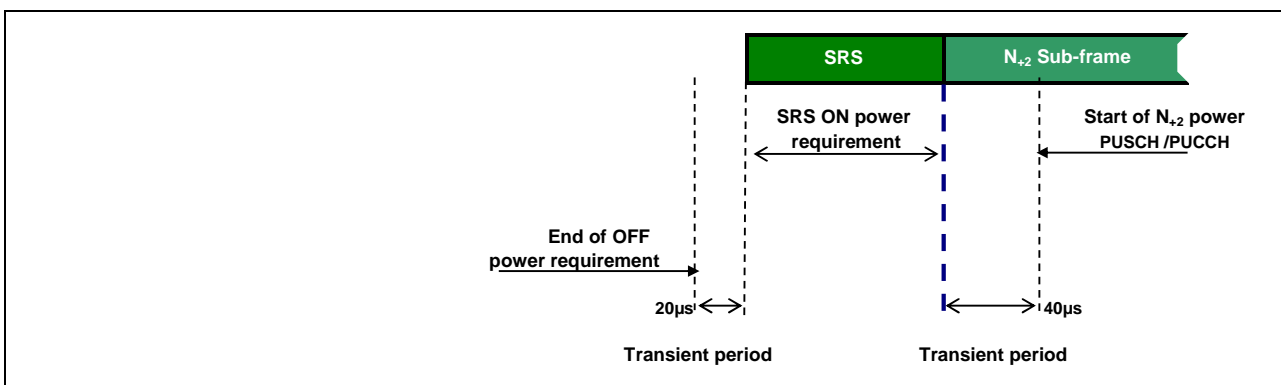 SRS
N+2 Sub-frame
SRS ON power
requirement
Start of N+2 power
PUSCH /PUCCH
End of OFF
power requirement
20µs
40µs
Transient period
Transient period